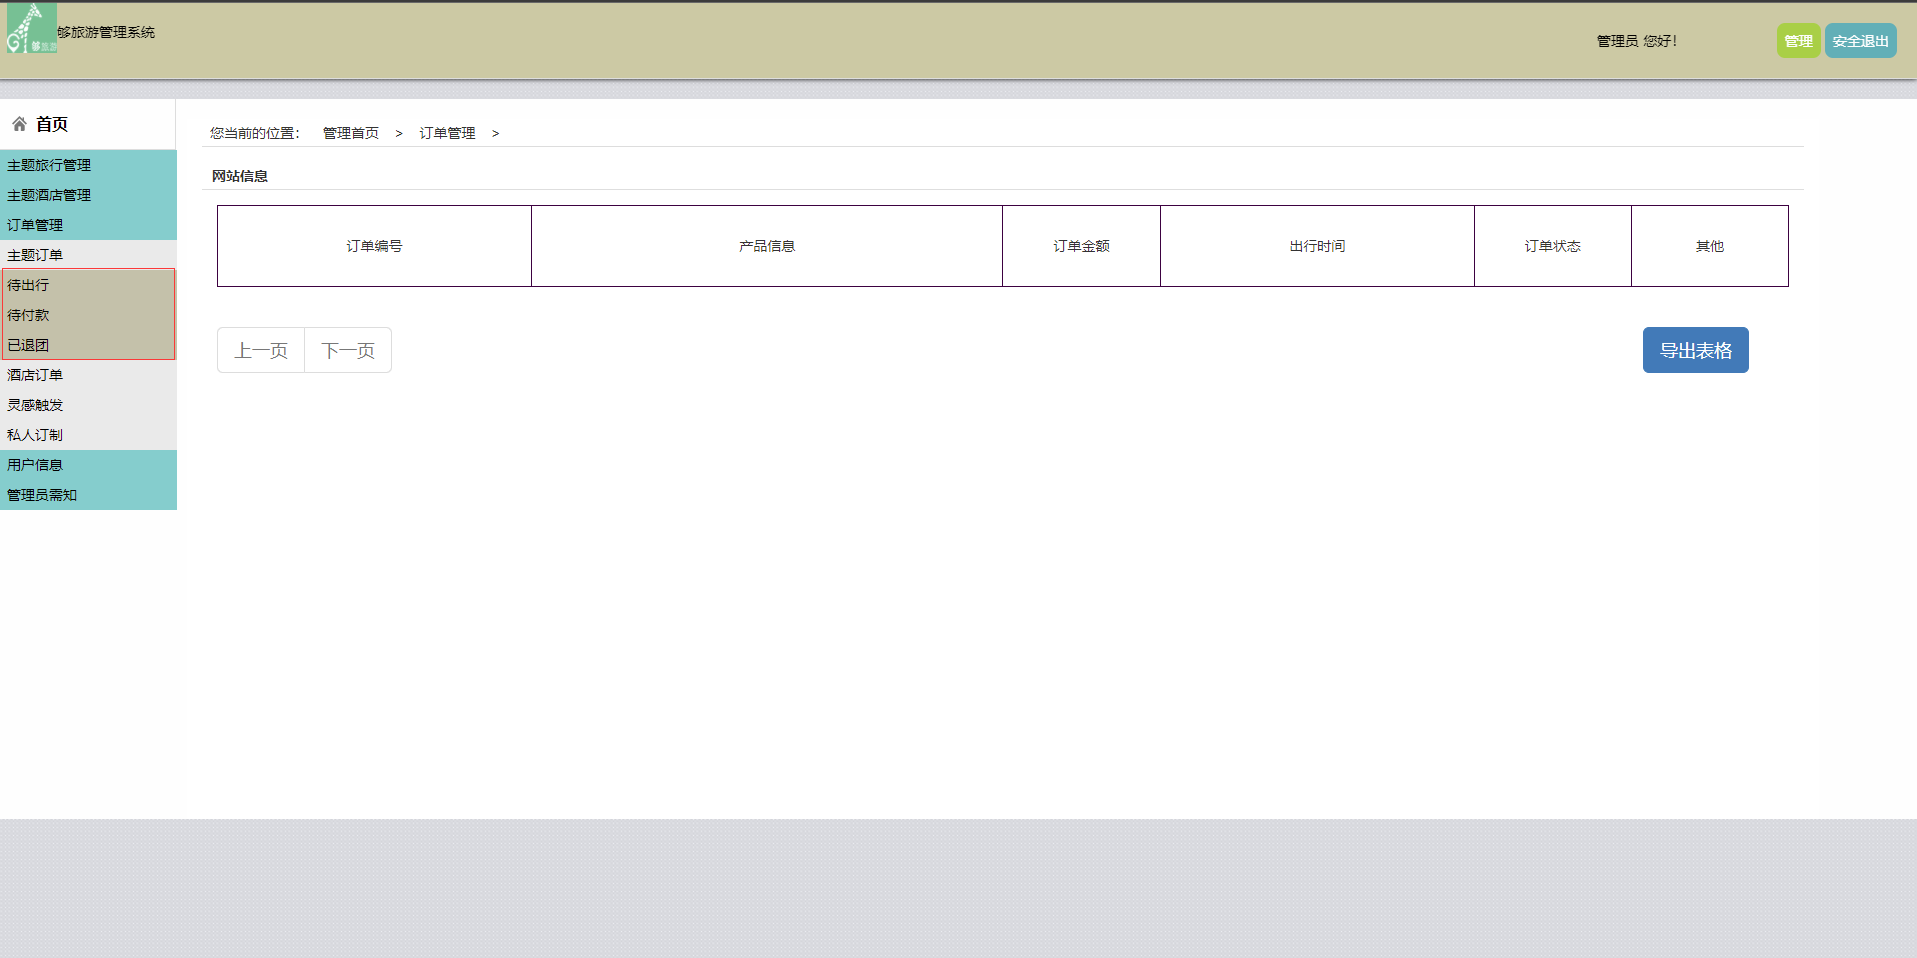 够旅游管理系统
管理员 您好！
管理
安全退出
首页
主题旅行管理
主题酒店管理
订单管理
主题订单
待出行
待付款
已退团
酒店订单
灵感触发
私人订制
用户信息
管理员需知
您当前的位置： 管理首页 > 订单管理 >
网站信息
订单编号 产品信息 订单金额 出行时间 订单状态 其他
上一页 下一页
导出表格